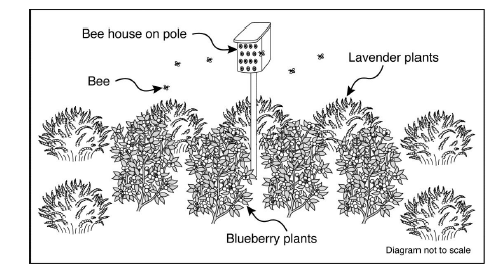 Bee house on pole
Lavender plants
Bee
Blueberry plants
Diagram not to scale